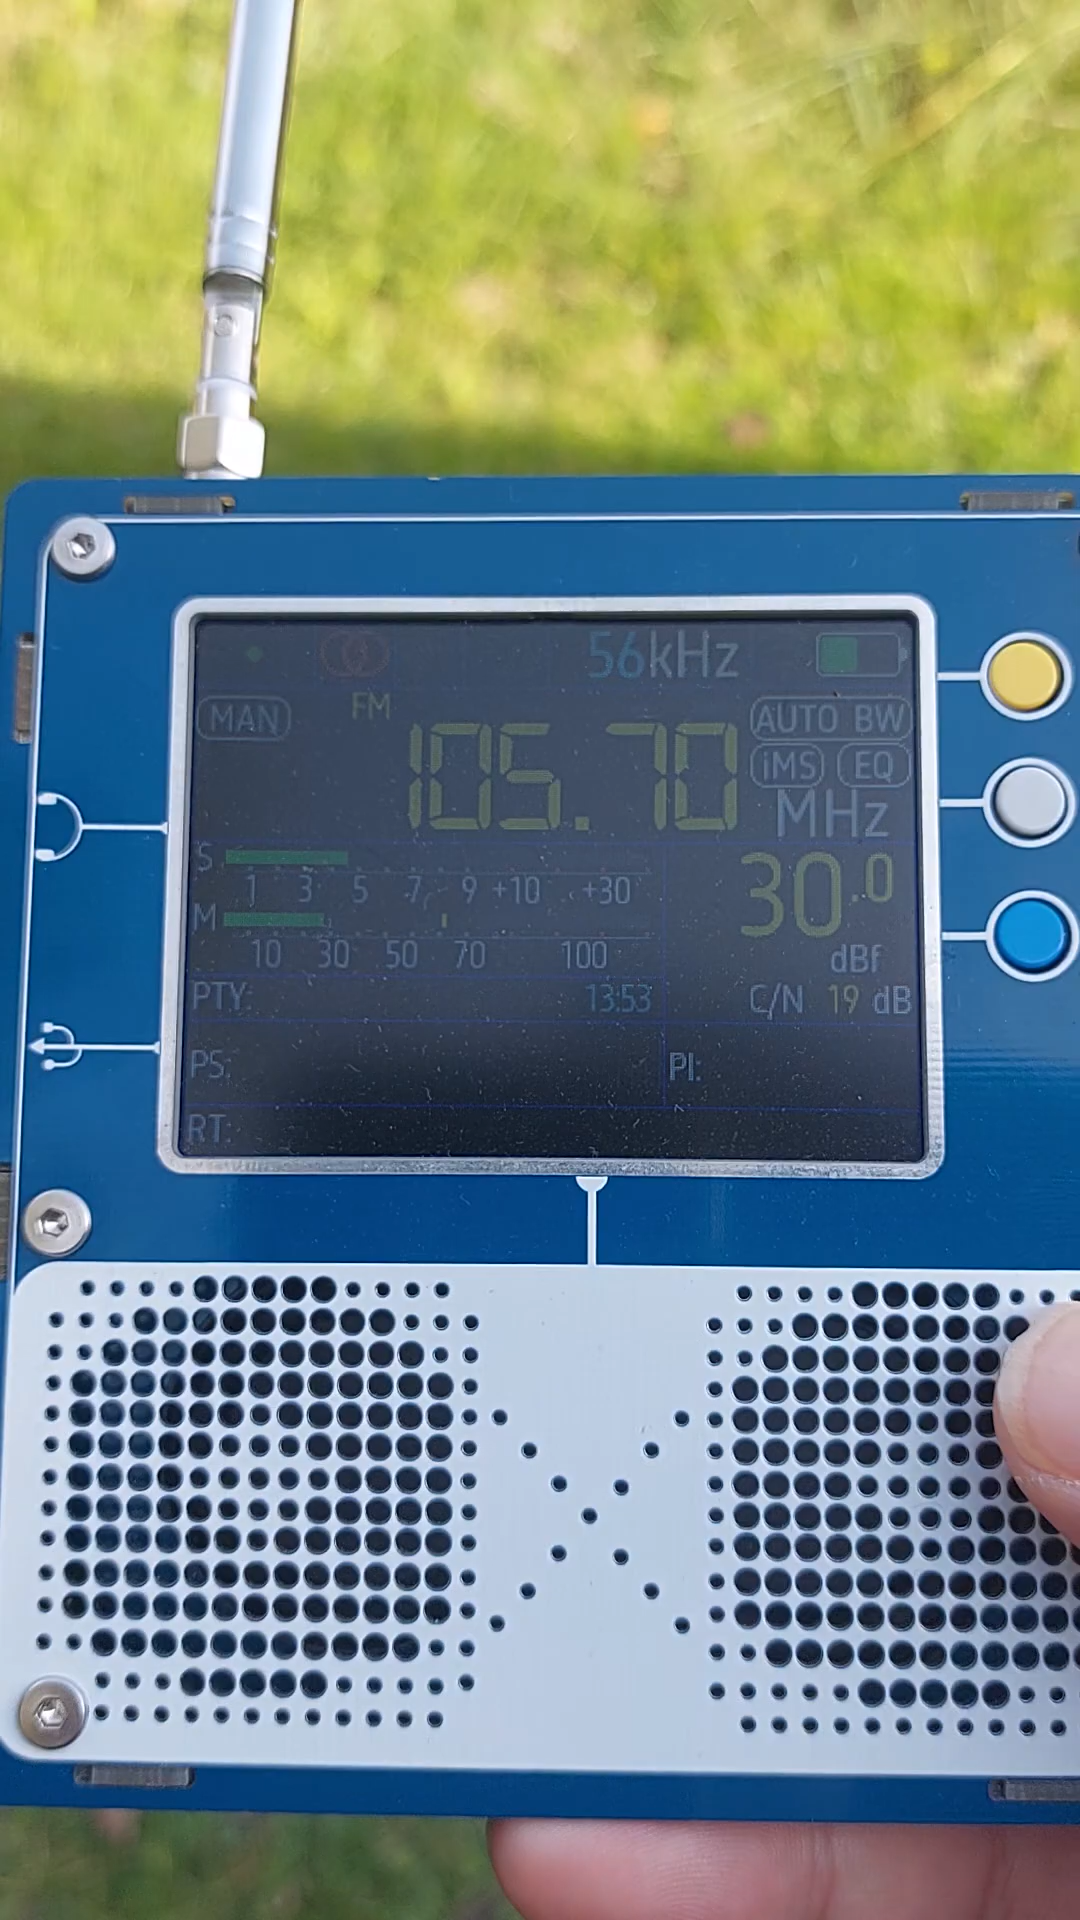 56kHz
MAN FM AUTO BW
105.70 iMS EQ
MHz
S
1 3 5 7 9 +10 +30
M
10 30 50 70 100
30.0
dBf
PTY: 13:53 C/N 19 dB
PS: PI:
RT: